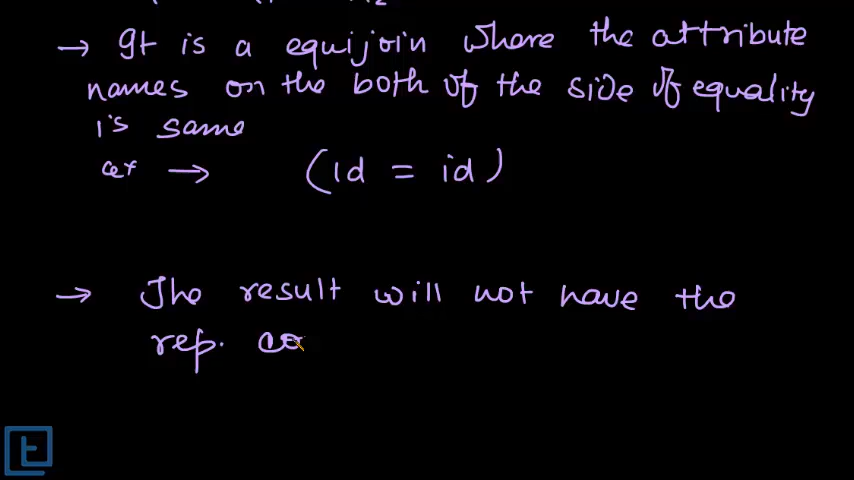 → It is a equijoin where the attribute
names on the both of the side of equality
is same
ex → (id = id)
→ The result will not have the
rep. co